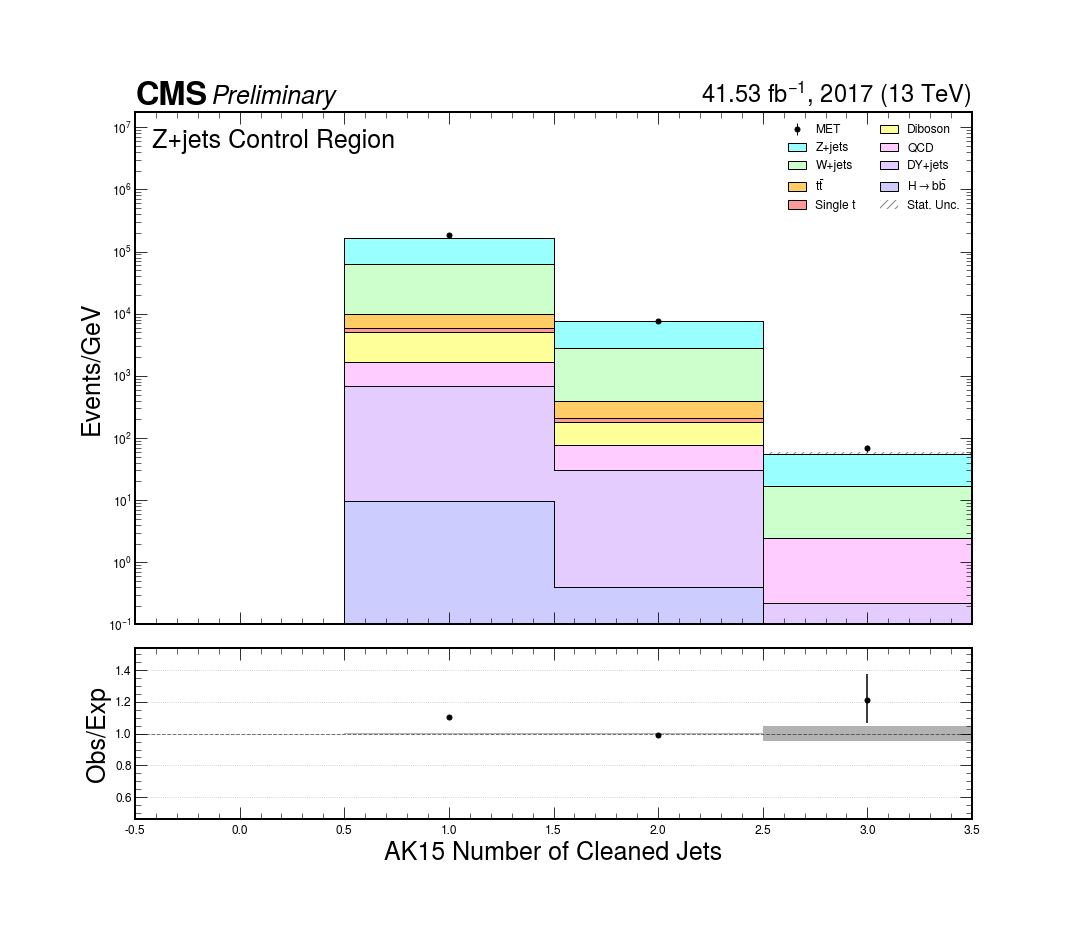 CMS Preliminary
41.53 fb⁻¹, 2017 (13 TeV)
Z+jets Control Region
MET
Z+jets
W+jets
tt̄
Single t
Diboson
QCD
DY+jets
H→bb̄
Stat. Unc.
Events/GeV
10⁷
10⁶
10⁵
10⁴
10³
10²
10¹
10⁰
10⁻¹
Obs/Exp
1.4
1.2
1.0
0.8
0.6
-0.5 0.0 0.5 1.0 1.5 2.0 2.5 3.0 3.5
AK15 Number of Cleaned Jets